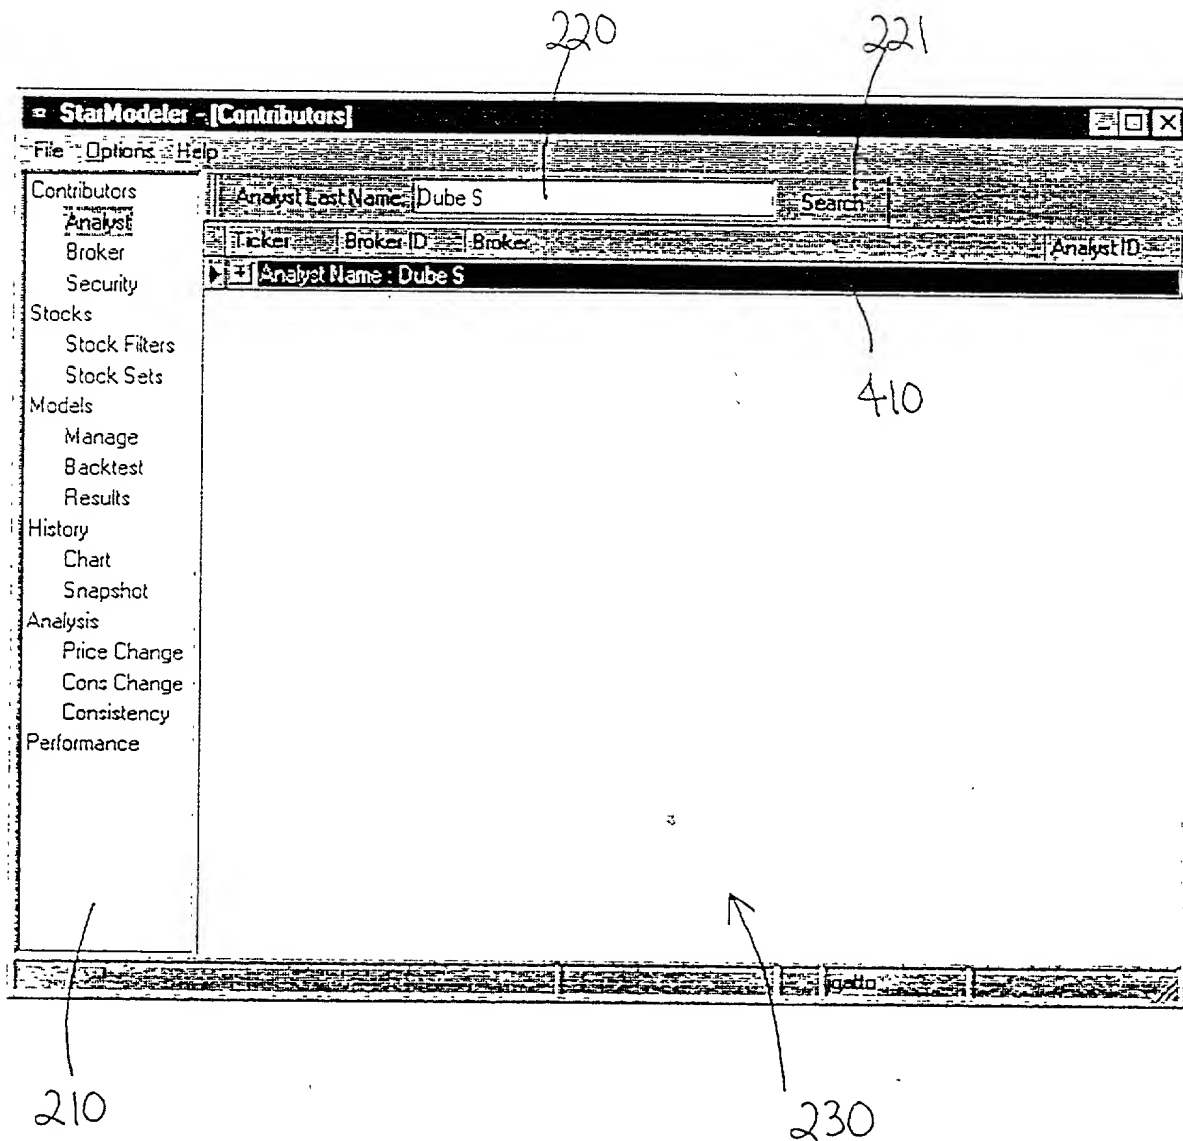 220 221
StarModeler - [Contributors]
File Options Help
Contributors
Analyst
Broker
Security
Stocks
Stock Filters
Stock Sets
Models
Manage
Backtest
Results
History
Chart
Snapshot
Analysis
Price Change
Cons Change
Consistency
Performance
Analyst Last Name: Dube S Search
Ticker Broker ID Broker Analyst ID
Analyst Name : Dube S
410
jgatto
210 230